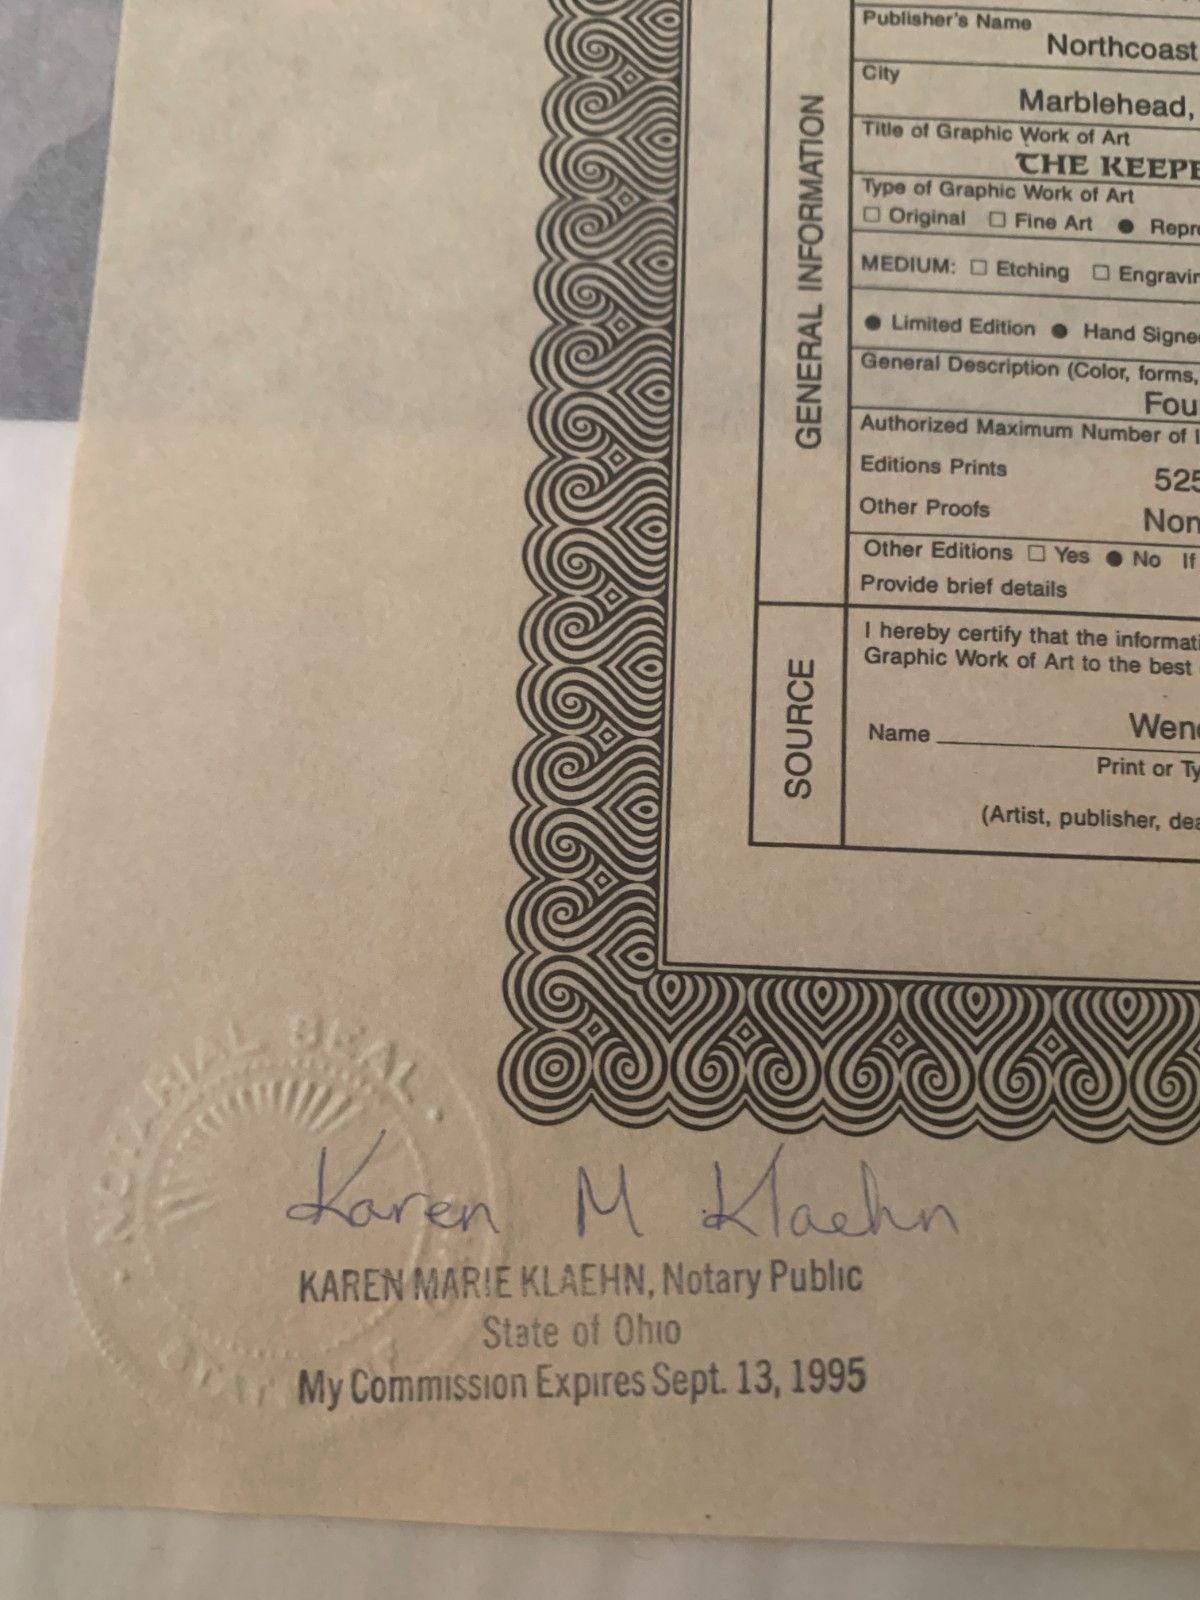 Publisher's Name
Northcoast
City
Marblehead,
Title of Graphic Work of Art
THE KEEPE
Type of Graphic Work of Art
☐ Original ☐ Fine Art ● Repro
MEDIUM: ☐ Etching ☐ Engravin
● Limited Edition ● Hand Signe
General Description (Color, forms,
Fou
Authorized Maximum Number of I
Editions Prints 525
Other Proofs Non
Other Editions ☐ Yes ● No If
Provide brief details
GENERAL INFORMATION
I hereby certify that the informati
Graphic Work of Art to the best
Name Wend
Print or Ty
(Artist, publisher, dea
SOURCE
NOTARIAL SEAL
Karen M Klaehn
KAREN MARIE KLAEHN, Notary Public
State of Ohio
My Commission Expires Sept. 13, 1995